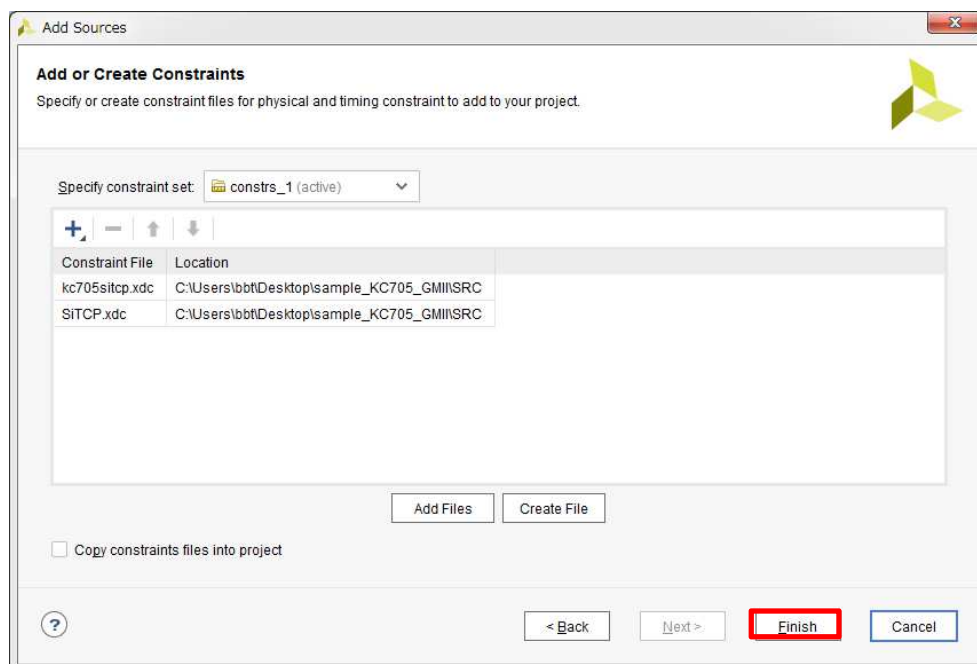 Add Sources
Add or Create Constraints
Specify or create constraint files for physical and timing constraint to add to your project.
Specify constraint set: constrs_1 (active)
Constraint File Location
kc705sitcp.xdc C:\Users\bbt\Desktop\sample_KC705_GMII\SRC
SiTCP.xdc C:\Users\bbt\Desktop\sample_KC705_GMII\SRC
Add Files Create File
Copy constraints files into project
? < Back Next > Finish Cancel